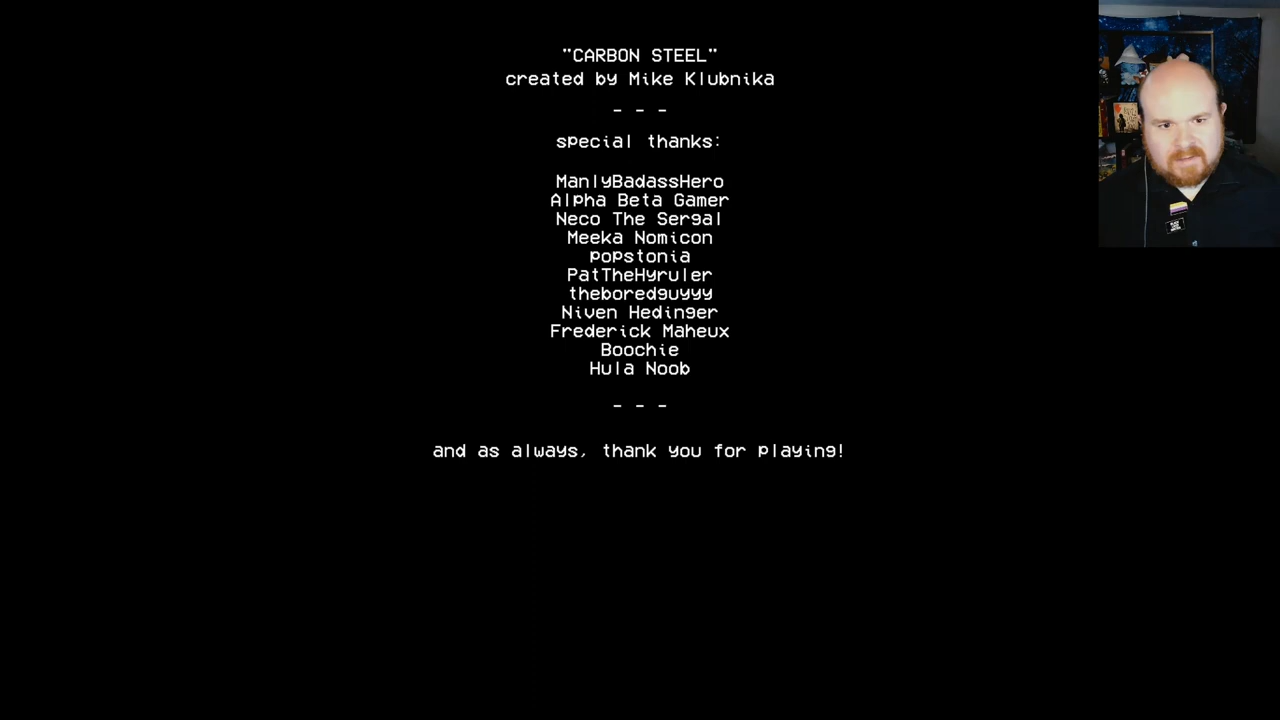 "CARBON STEEL"
created by Mike Klubnika
- - -
special thanks:
ManlyBadassHero
Alpha Beta Gamer
Neco The Sergal
Meeka Nomicon
popstonia
PatTheHyruler
theboredguyyy
Niven Hedinger
Frederick Maheux
Boochie
Hula Noob
- - -
and as always, thank you for playing!